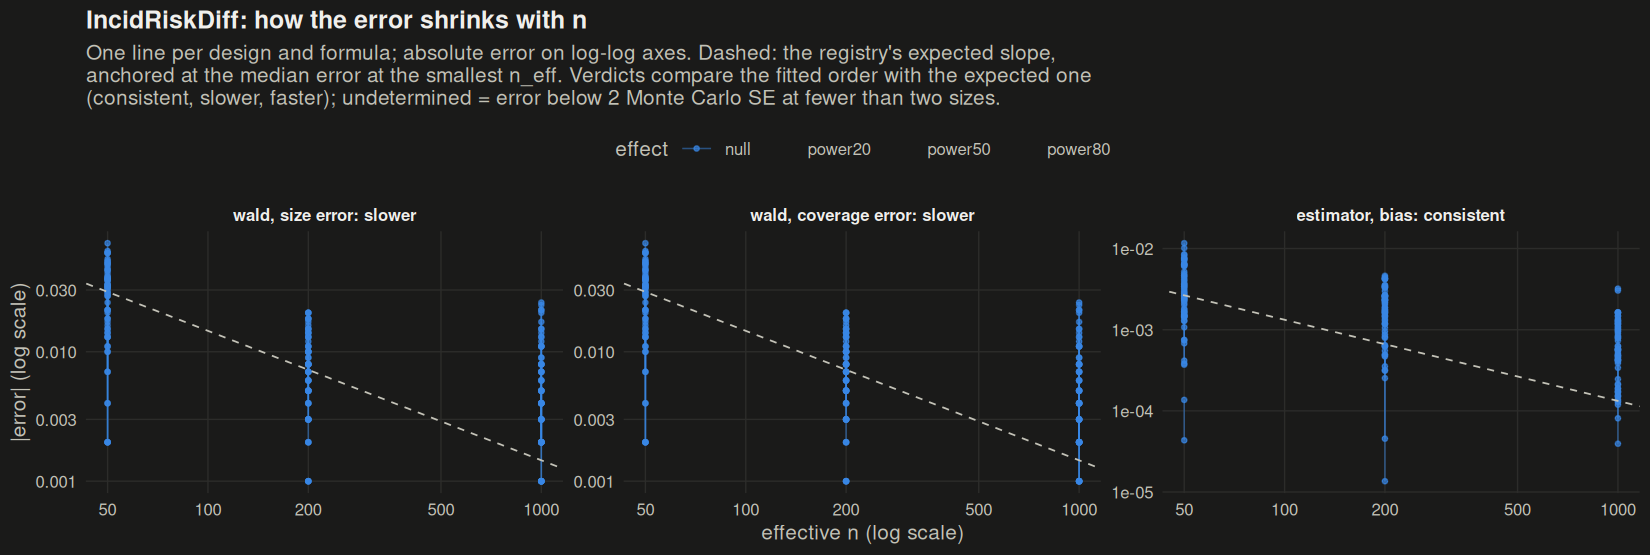 IncidRiskDiff: how the error shrinks with n
One line per design and formula; absolute error on log-log axes. Dashed: the registry's expected slope,
anchored at the median error at the smallest n_eff. Verdicts compare the fitted order with the expected one
(consistent, slower, faster); undetermined = error below 2 Monte Carlo SE at fewer than two sizes.
effect null power20 power50 power80
wald, size error: slower
wald, coverage error: slower
estimator, bias: consistent
|error| (log scale)
0.030
0.010
0.003
0.001
50 100 200 500 1000
0.030
0.010
0.003
0.001
50 100 200 500 1000
1e-02
1e-03
1e-04
1e-05
50 100 200 500 1000
effective n (log scale)